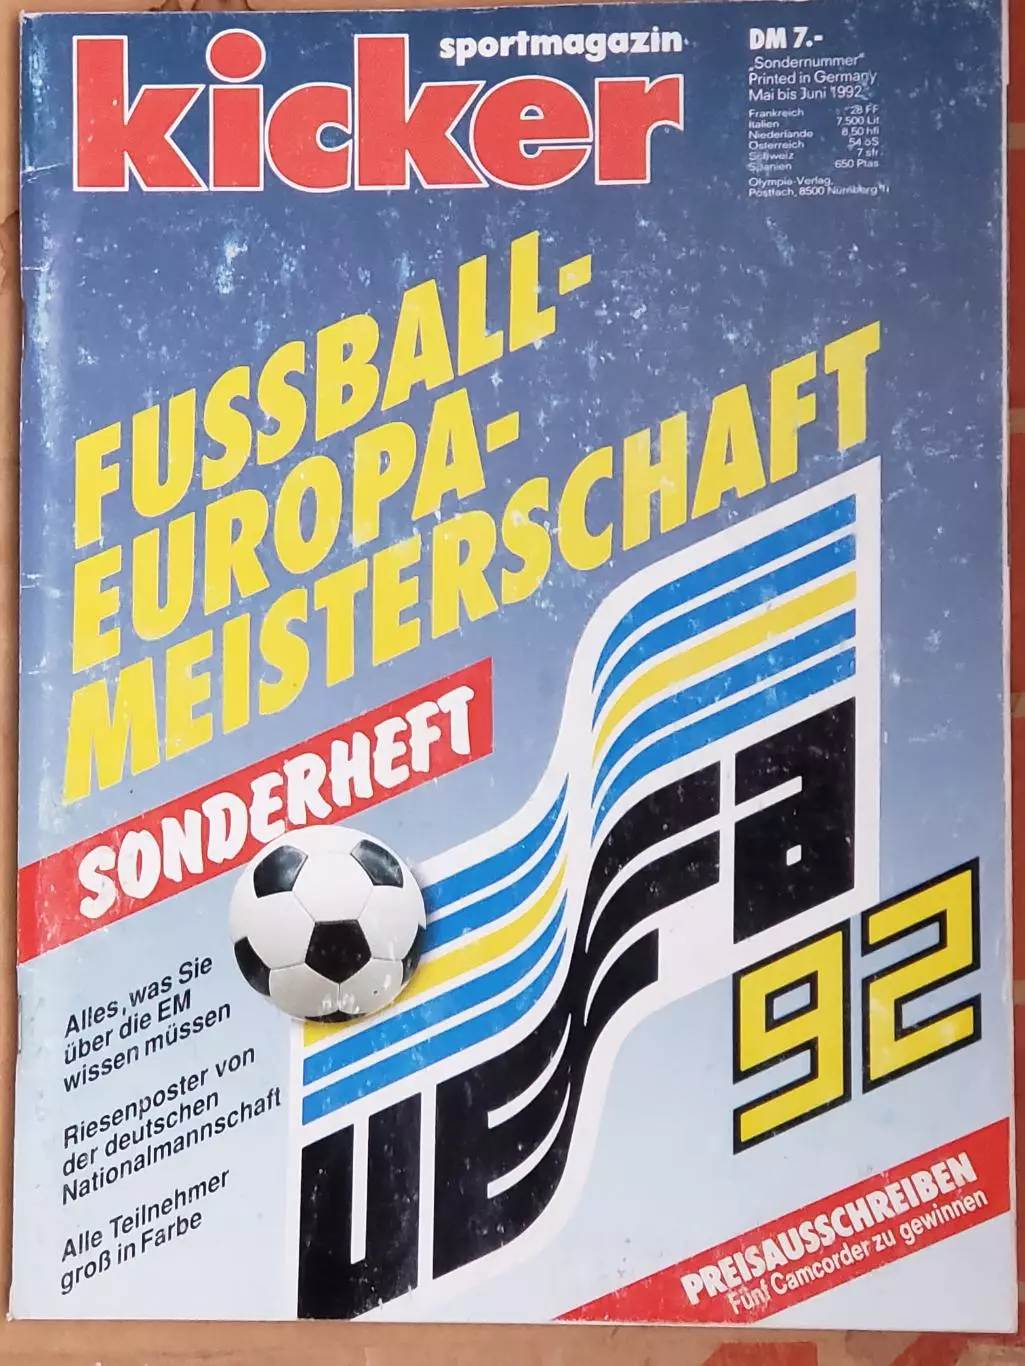 sportmagazin
kicker
DM 7.-
„Sondernummer"
Printed in Germany
Mai bis Juni 1992
Frankreich 28 FF
Italien 7.500 Lit
Niederlande 8,50 hfl
Österreich 54 öS
Schweiz 7 sfr
Spanien 650 Ptas
Olympia-Verlag,
Postfach, 8500 Nürnberg 11
FUSSBALL-
EUROPA-
MEISTERSCHAFT
SONDERHEFT
UEFA
92
Alles, was Sie
über die EM
wissen müssen
Riesenposter von
der deutschen
Nationalmannschaft
Alle Teilnehmer
groß in Farbe
PREISAUSSCHREIBEN
Fünf Camcorder zu gewinnen